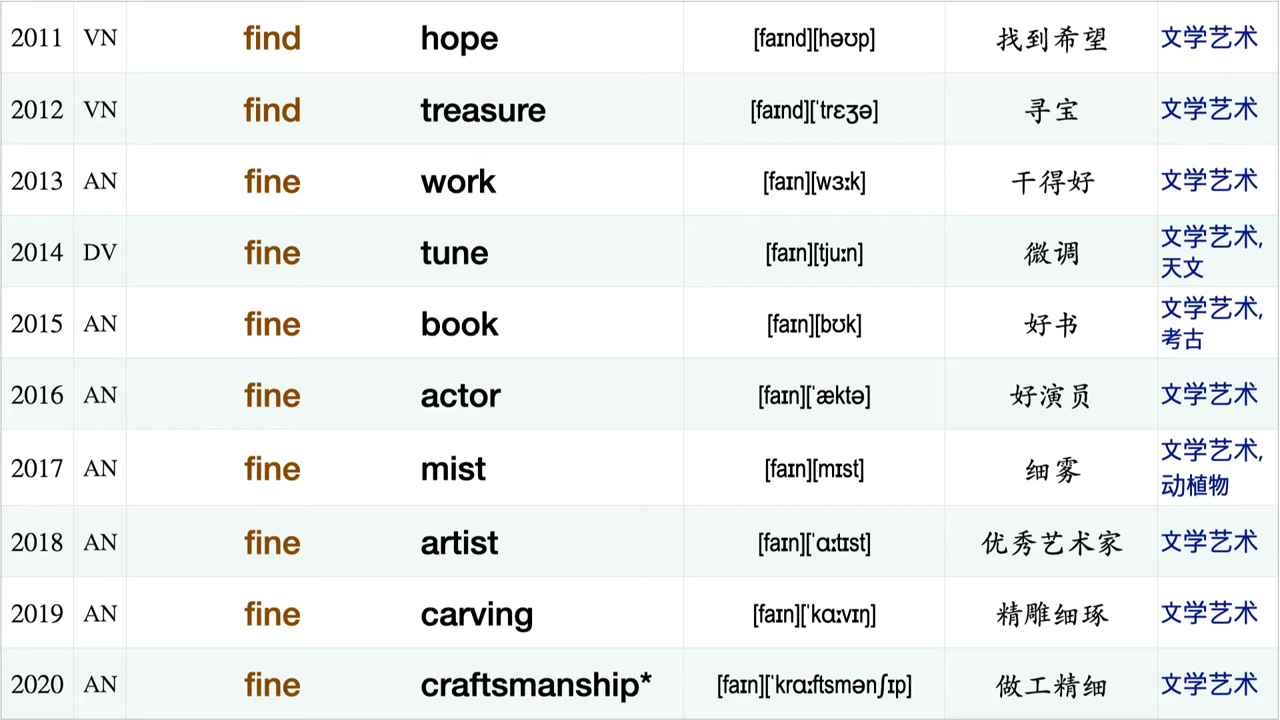 2011 VN find hope [faɪnd][həʊp] 找到希望 文学艺术
2012 VN find treasure [faɪnd][ˈtrɛʒə] 寻宝 文学艺术
2013 AN fine work [faɪn][wɜːk] 干得好 文学艺术
2014 DV fine tune [faɪn][tjuːn] 微调 文学艺术,
天文
2015 AN fine book [faɪn][bʊk] 好书 文学艺术,
考古
2016 AN fine actor [faɪn][ˈæktə] 好演员 文学艺术
2017 AN fine mist [faɪn][mɪst] 细雾 文学艺术,
动植物
2018 AN fine artist [faɪn][ˈɑːtɪst] 优秀艺术家 文学艺术
2019 AN fine carving [faɪn][ˈkɑːvɪŋ] 精雕细琢 文学艺术
2020 AN fine craftsmanship* [faɪn][ˈkrɑːftsmənʃɪp] 做工精细 文学艺术